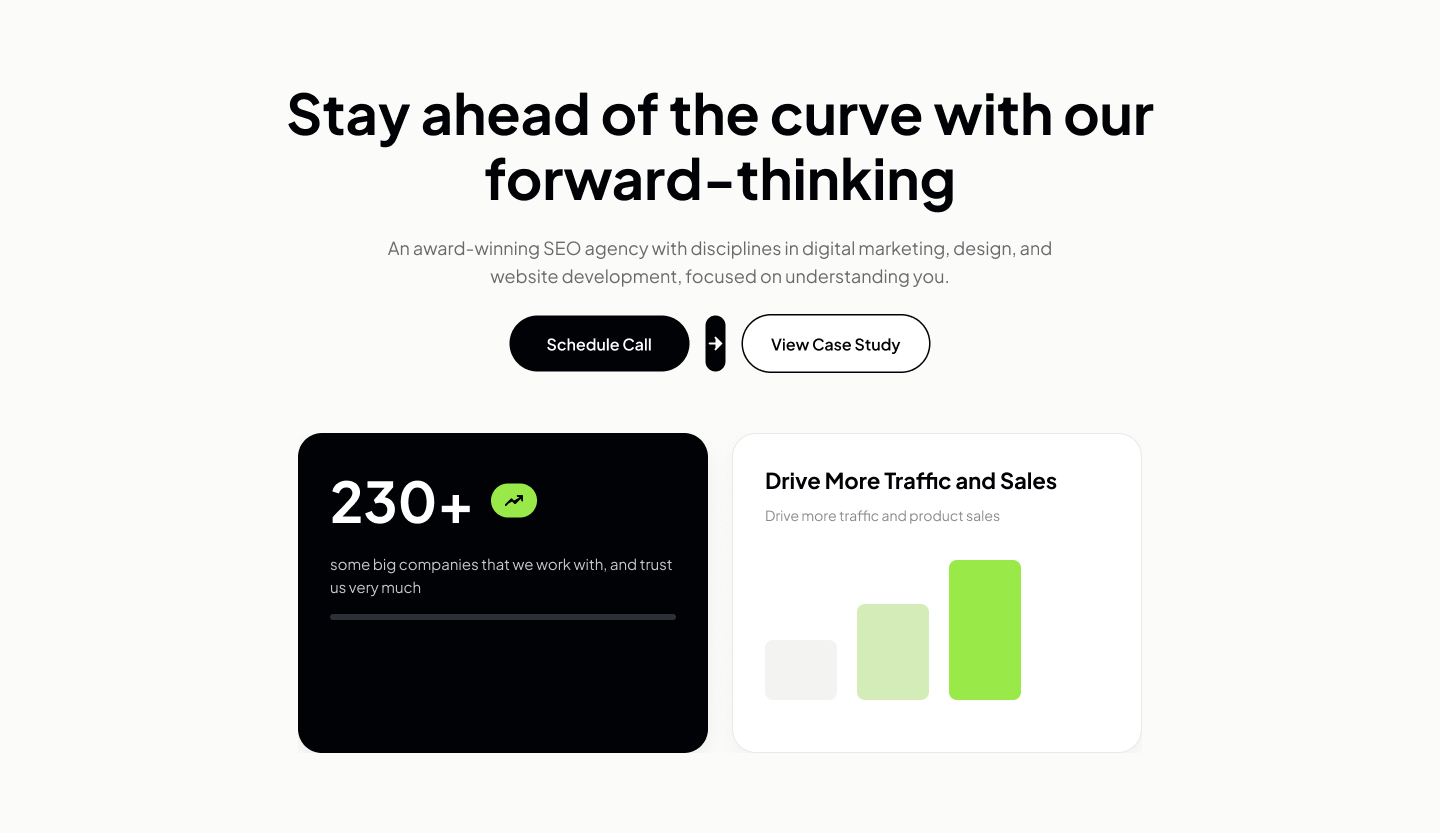 Stay ahead of the curve with our
forward-thinking
An award-winning SEO agency with disciplines in digital marketing, design, and
website development, focused on understanding you.
Schedule Call
View Case Study
230+
some big companies that we work with, and trust
us very much
Drive More Traffic and Sales
Drive more traffic and product sales